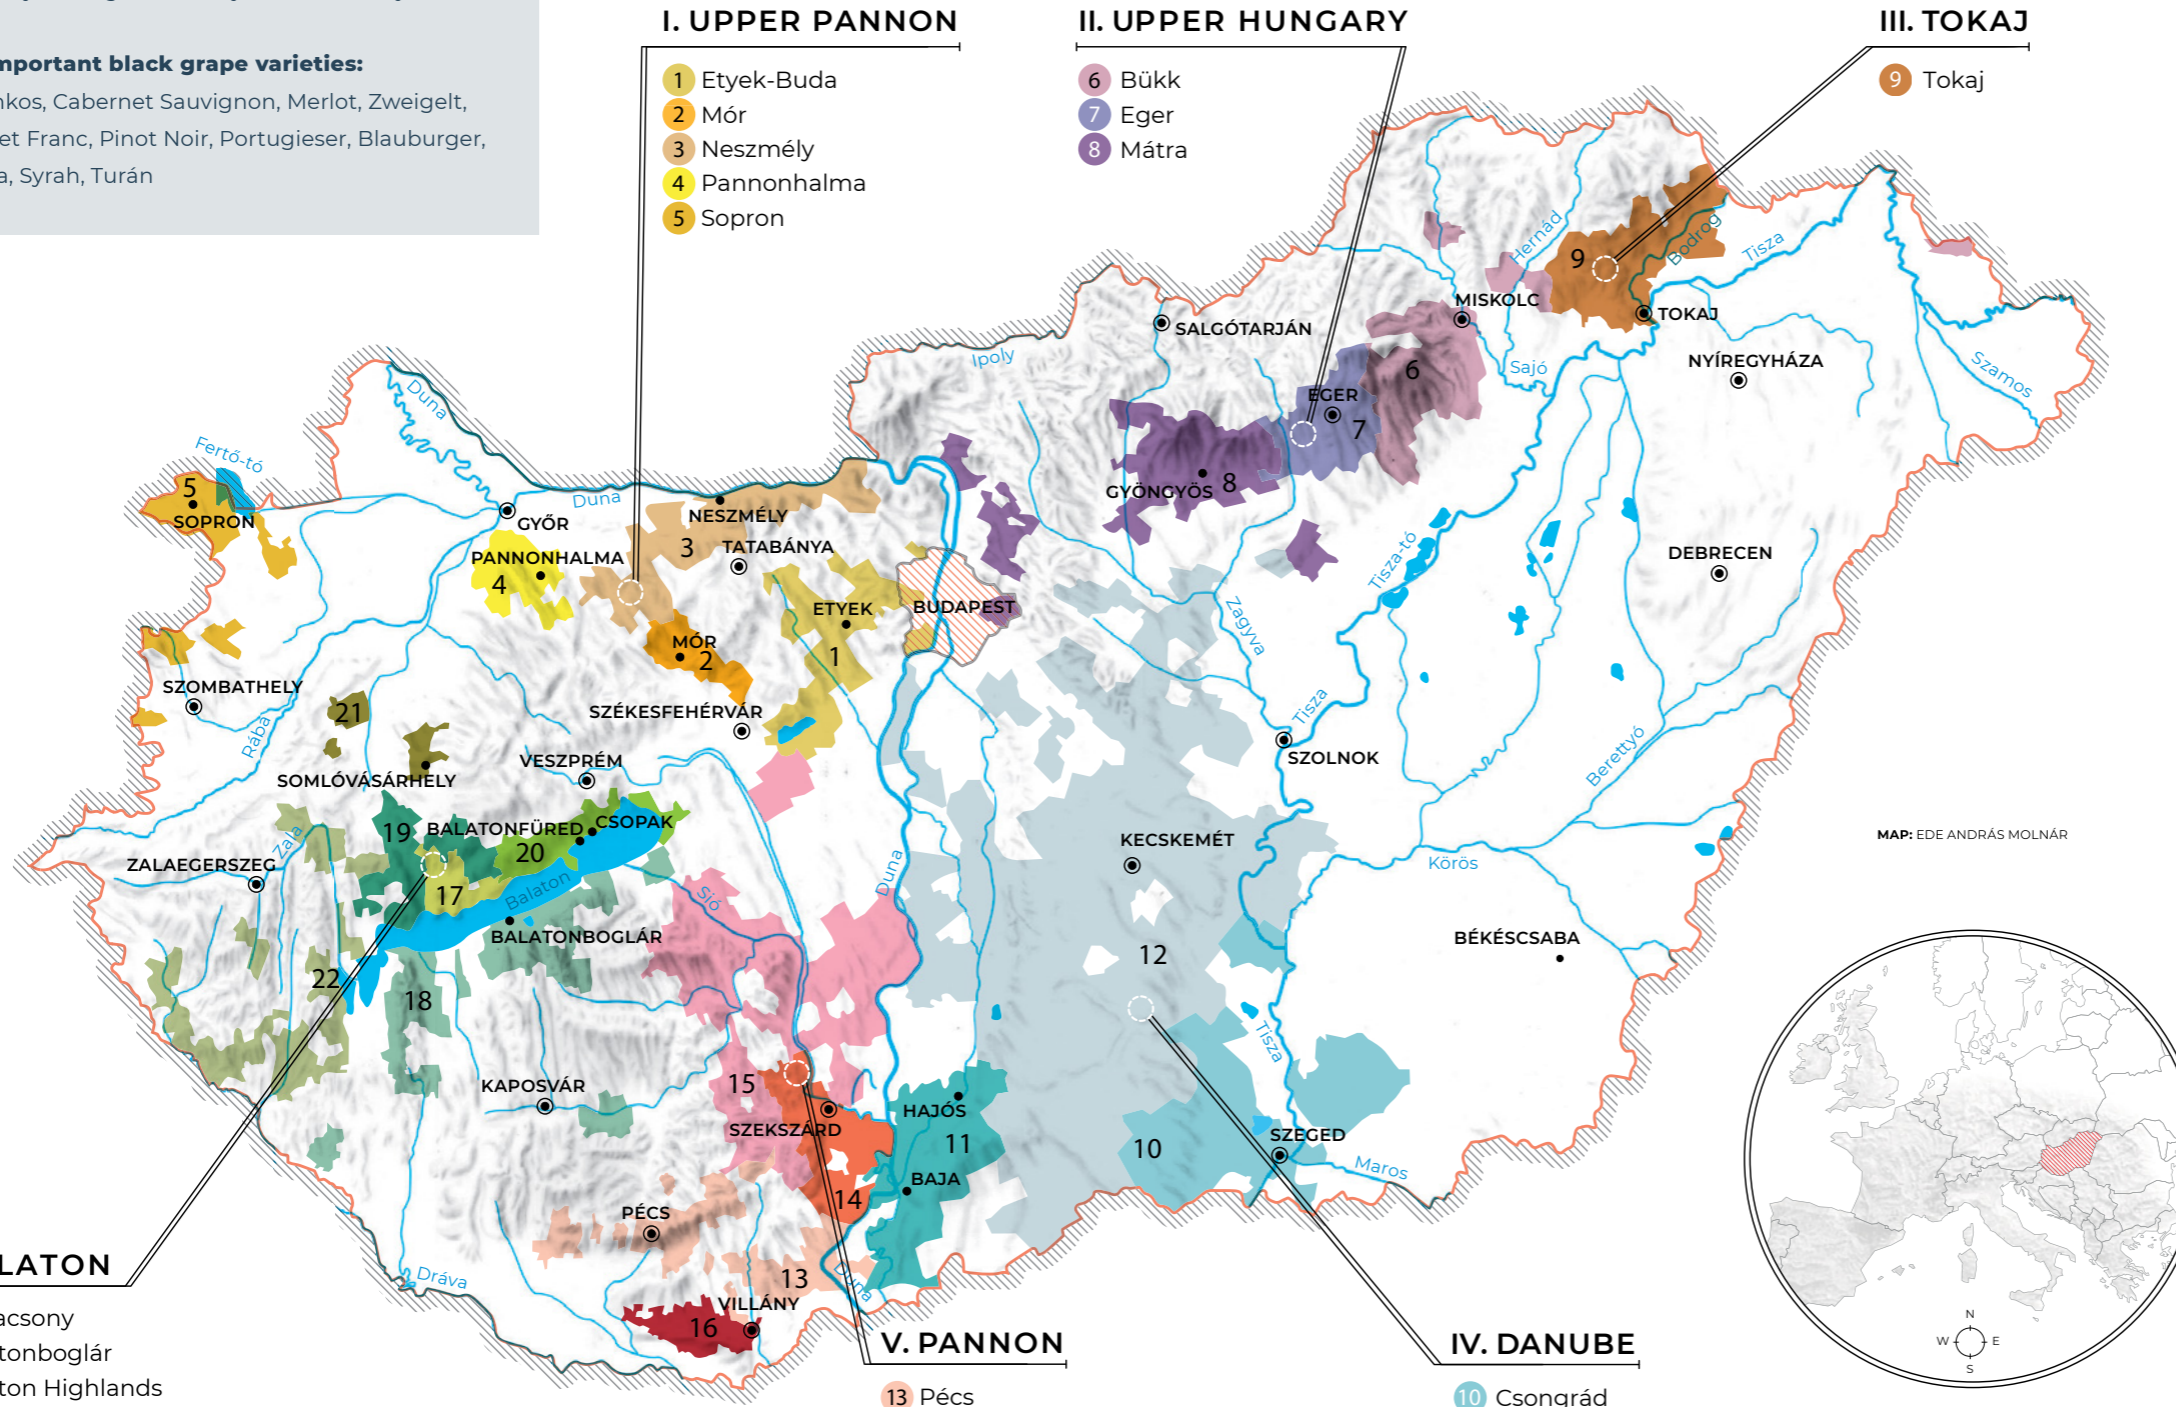 mportant black grape varieties:
nkos, Cabernet Sauvignon, Merlot, Zweigelt,
et Franc, Pinot Noir, Portugieser, Blauburger,
a, Syrah, Turán
I. UPPER PANNON
1 Etyek-Buda
2 Mór
3 Neszmély
4 Pannonhalma
5 Sopron
II. UPPER HUNGARY
6 Bükk
7 Eger
8 Mátra
III. TOKAJ
9 Tokaj
Hernád
Bodrog
Tisza
9
MISKOLC
TOKAJ
SALGÓTARJÁN
Ipoly
Sajó
NYÍREGYHÁZA
Szamos
6
EGER
7
Duna
Fertő-tó
5
SOPRON
GYÖNGYÖS 8
Duna
NESZMÉLY
GYŐR
3
TATABÁNYA
PANNONHALMA
4
Tisza-tó
DEBRECEN
ETYEK
BUDAPEST
Zagyva
MÓR
2
1
SZOMBATHELY
21
SZÉKESFEHÉRVÁR
Rába
Tisza
SZOLNOK
Berettyó
VESZPRÉM
SOMLÓVÁSÁRHELY
19
BALATONFÜRED
CSOPAK
20
Zala
ZALAEGERSZEG
17
Balaton
KECSKEMÉT
MAP: EDE ANDRÁS MOLNÁR
Körös
Duna
Sió
BALATONBOGLÁR
BÉKÉSCSABA
12
22
18
Tisza
KAPOSVÁR
15
HAJÓS
SZEKSZÁRD
11
10
SZEGED
Maros
BAJA
14
PÉCS
13
Duna
Dráva
VILLÁNY
16
LATON
acsony
tonboglár
ton Highlands
V. PANNON
13 Pécs
IV. DANUBE
10 Csongrád
N
W E
S